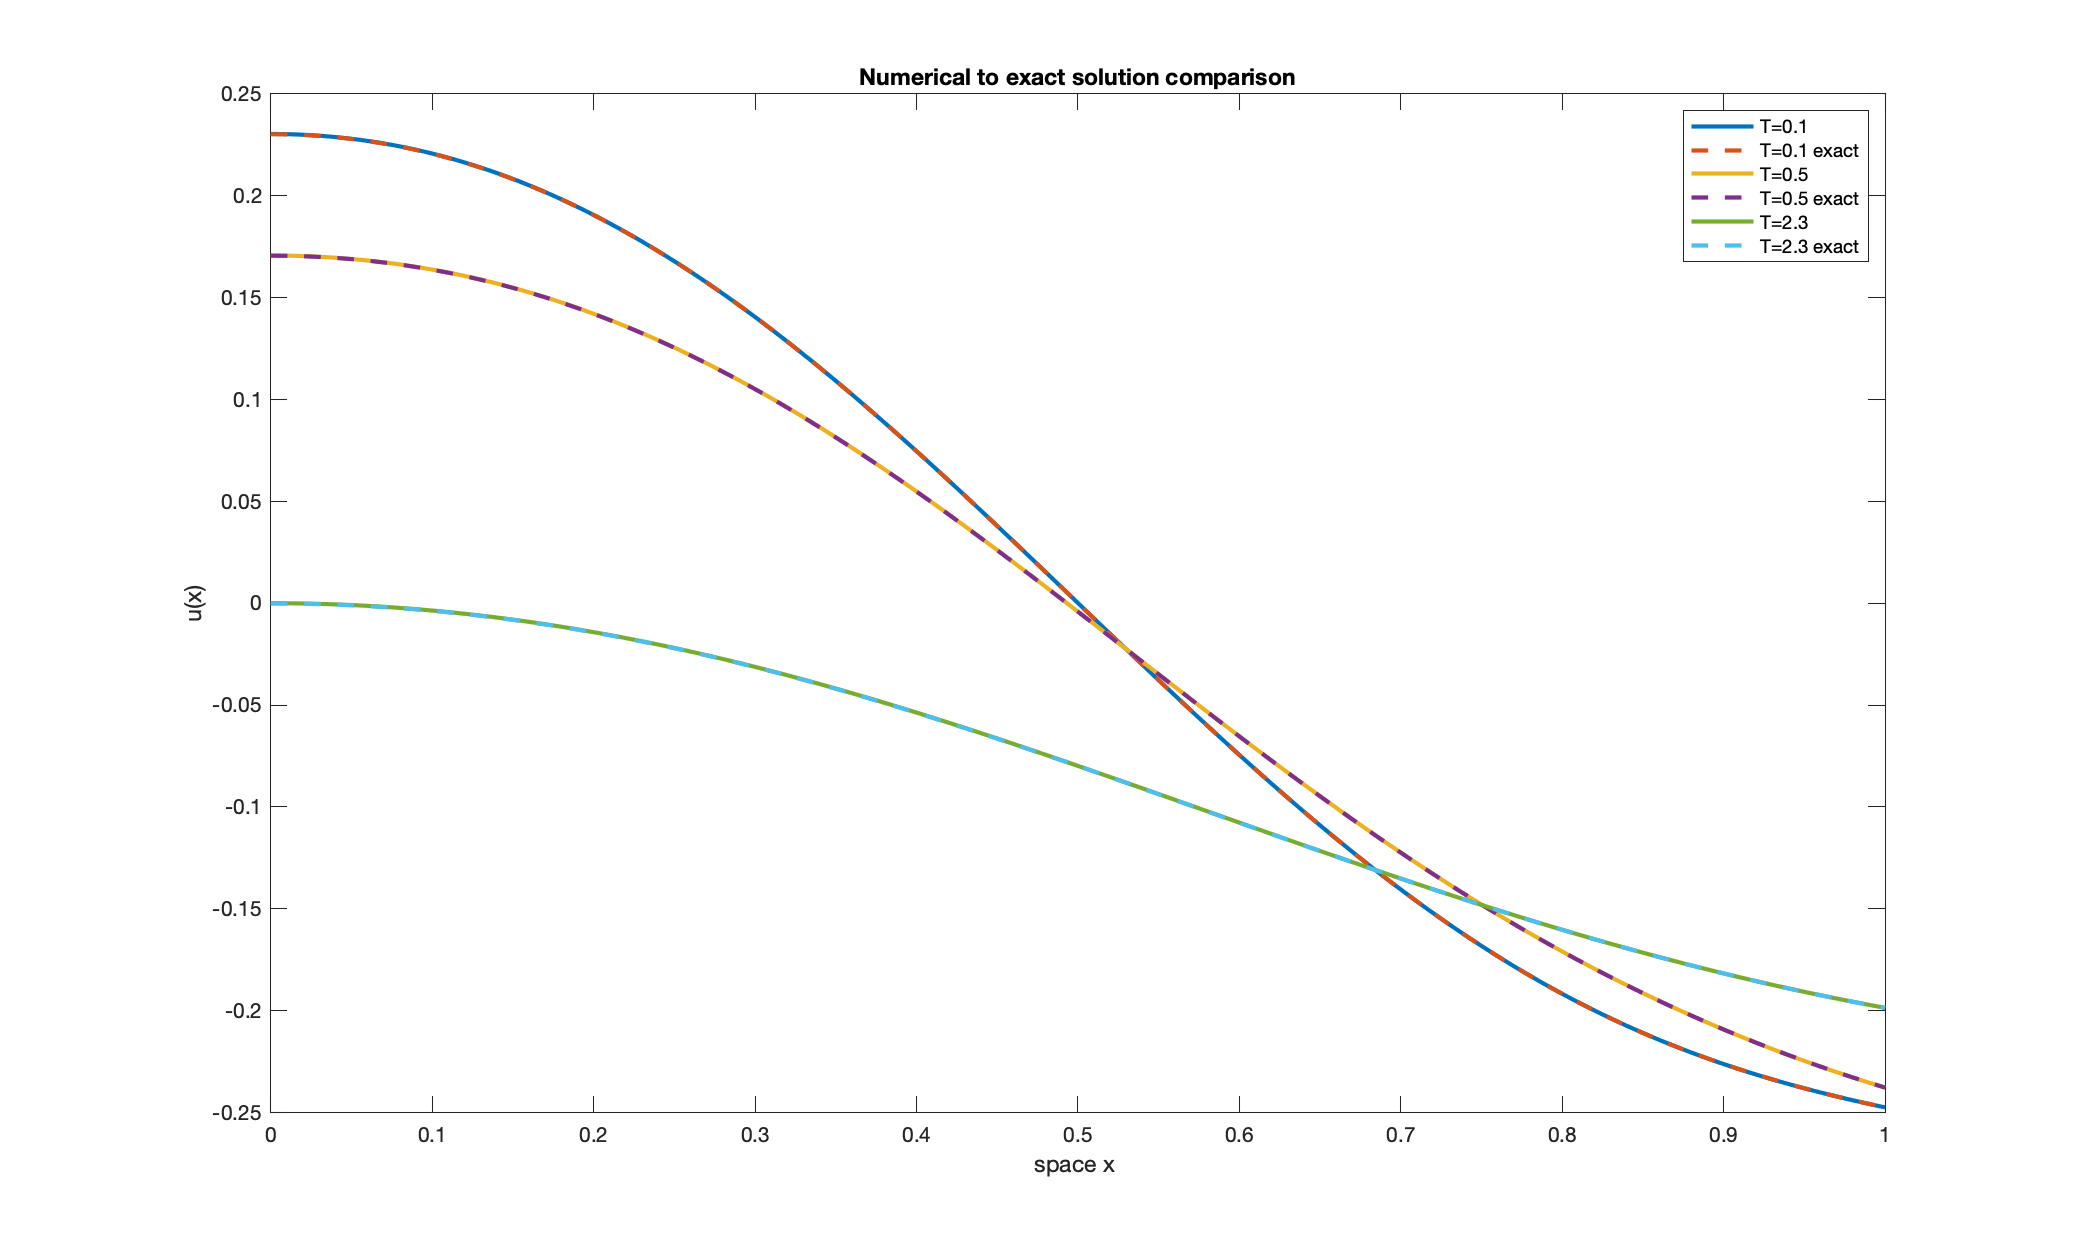 Numerical to exact solution comparison
0.25
0.2
0.15
0.1
0.05
0
-0.05
-0.1
-0.15
-0.2
-0.25
u(x)
T=0.1
T=0.1 exact
T=0.5
T=0.5 exact
T=2.3
T=2.3 exact
0 0.1 0.2 0.3 0.4 0.5 0.6 0.7 0.8 0.9 1
space x